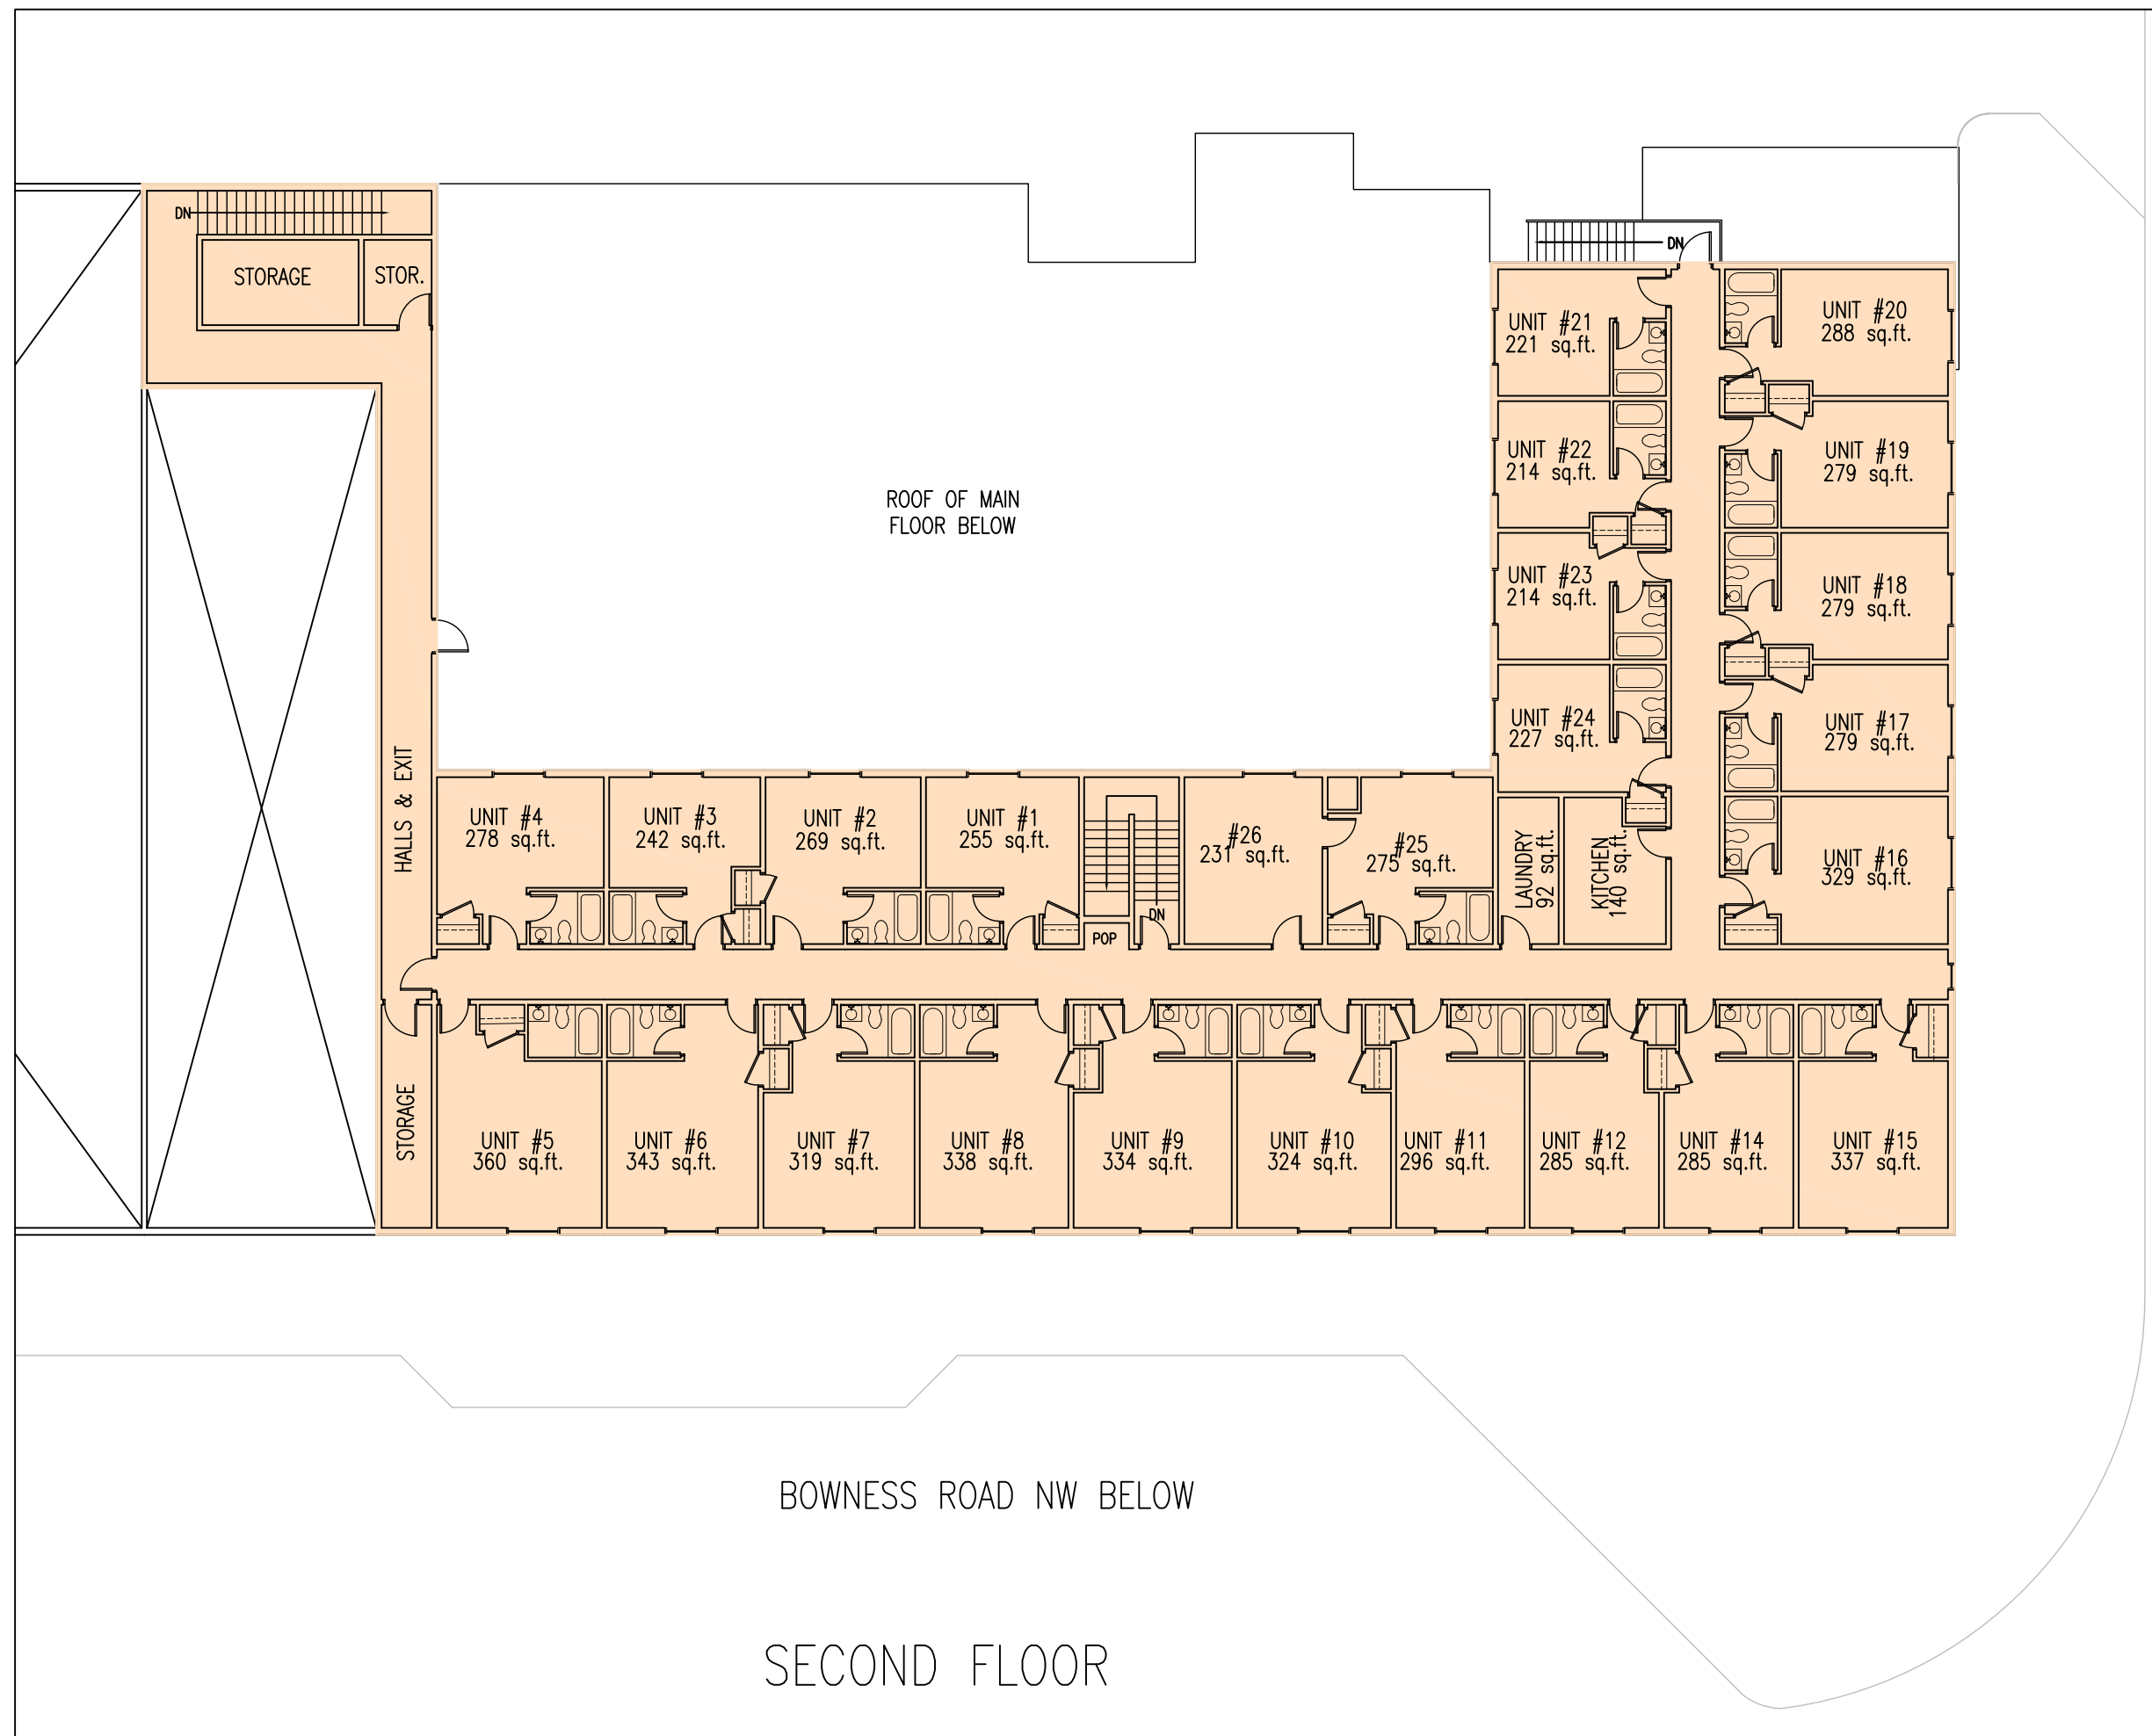 DN
STORAGE
STOR.
DN
UNIT #21
221 sq.ft.
UNIT #20
288 sq.ft.
UNIT #22
214 sq.ft.
UNIT #19
279 sq.ft.
ROOF OF MAIN
FLOOR BELOW
UNIT #23
214 sq.ft.
UNIT #18
279 sq.ft.
UNIT #24
227 sq.ft.
UNIT #17
279 sq.ft.
HALLS & EXIT
UNIT #4
278 sq.ft.
UNIT #3
242 sq.ft.
UNIT #2
269 sq.ft.
UNIT #1
255 sq.ft.
DN
POP
#26
231 sq.ft.
#25
275 sq.ft.
LAUNDRY
92 sq.ft.
KITCHEN
140 sq.ft.
UNIT #16
329 sq.ft.
STORAGE
UNIT #5
360 sq.ft.
UNIT #6
343 sq.ft.
UNIT #7
319 sq.ft.
UNIT #8
338 sq.ft.
UNIT #9
334 sq.ft.
UNIT #10
324 sq.ft.
UNIT #11
296 sq.ft.
UNIT #12
285 sq.ft.
UNIT #14
285 sq.ft.
UNIT #15
337 sq.ft.
BOWNESS ROAD NW BELOW
SECOND FLOOR